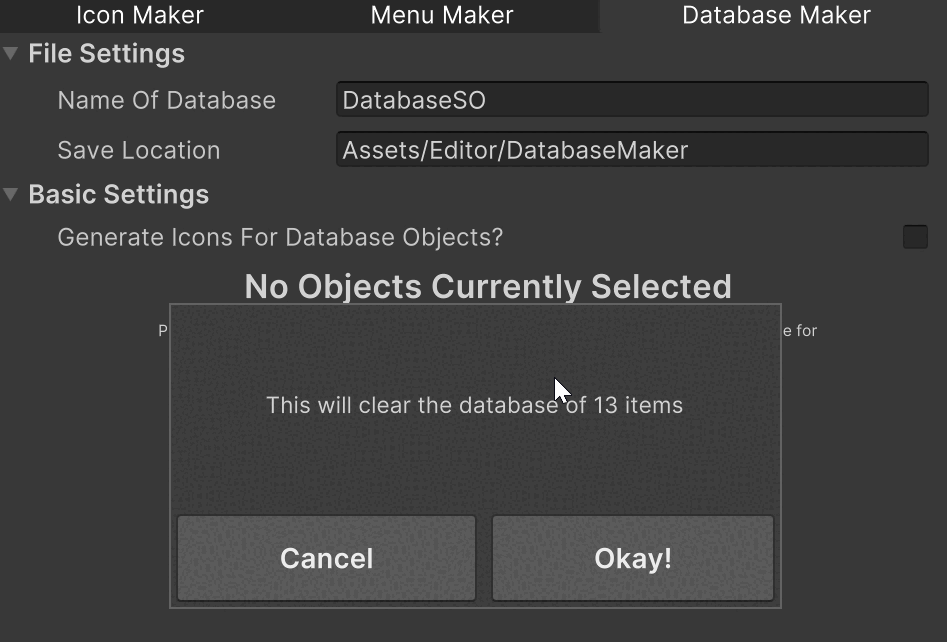 Icon Maker Menu Maker Database Maker
File Settings
Name Of Database DatabaseSO
Save Location Assets/Editor/DatabaseMaker
Basic Settings
Generate Icons For Database Objects?
No Objects Currently Selected
e for
This will clear the database of 13 items
Cancel Okay!